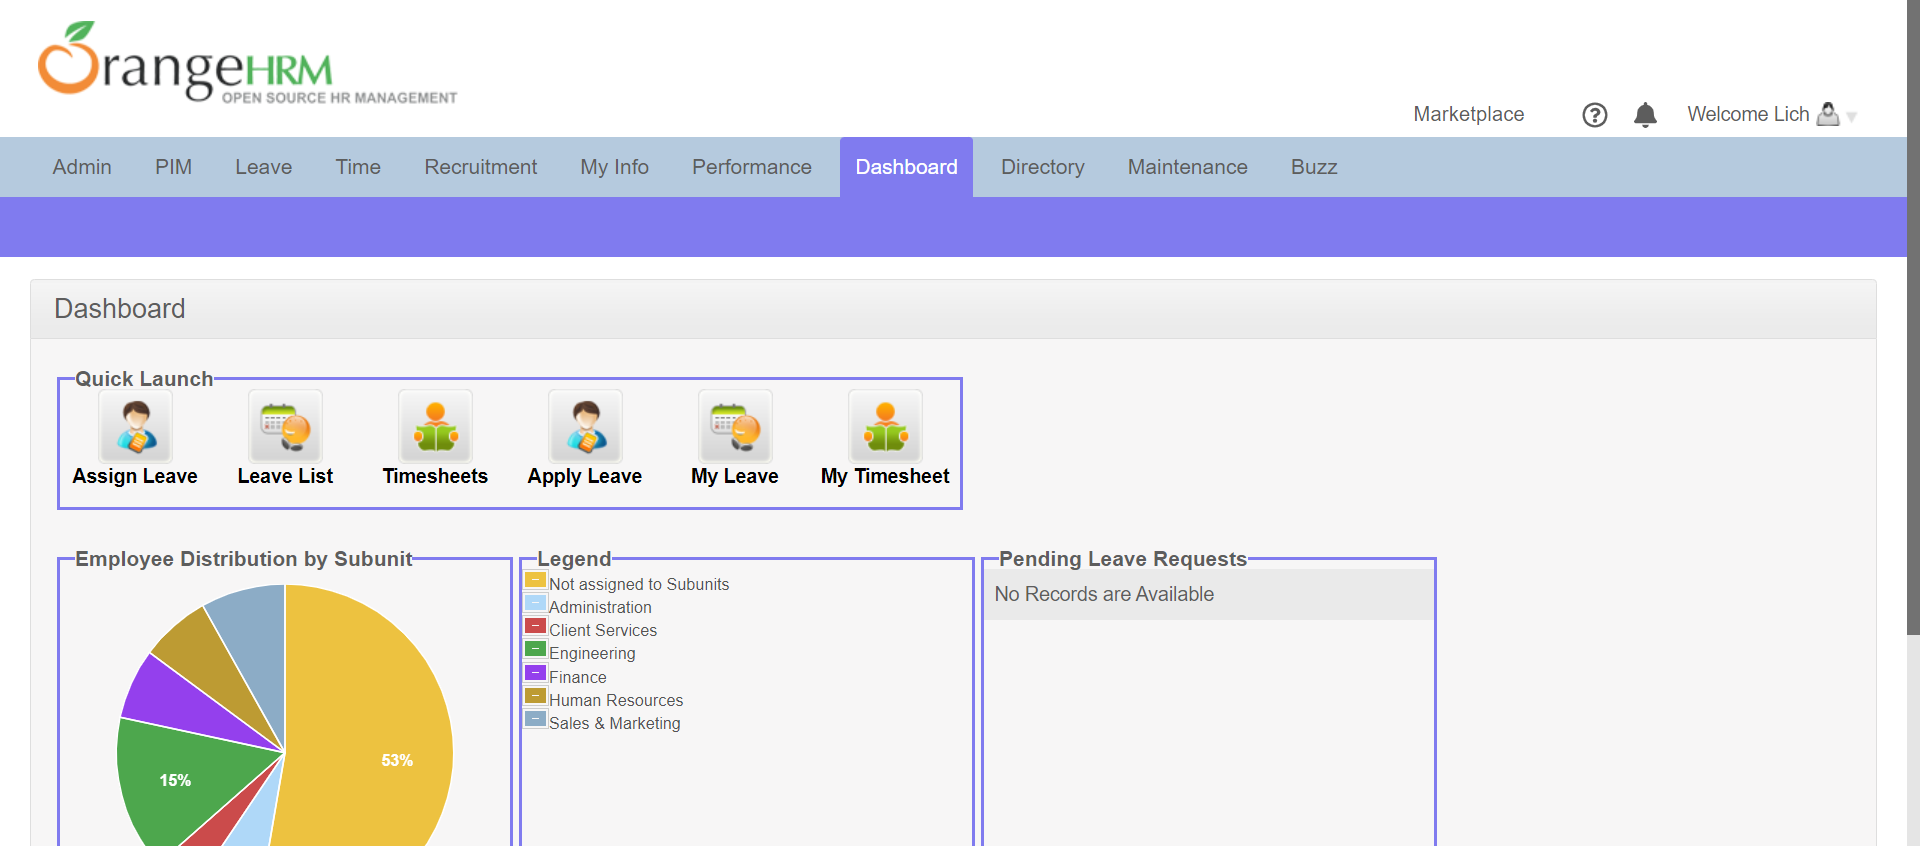 OrangeHRM
OPEN SOURCE HR MANAGEMENT
Marketplace ? Welcome Lich
Admin PIM Leave Time Recruitment My Info Performance Dashboard Directory Maintenance Buzz
Dashboard
Quick Launch
Assign Leave Leave List Timesheets Apply Leave My Leave My Timesheet
Employee Distribution by Subunit
53%
15%
Legend
Not assigned to Subunits
Administration
Client Services
Engineering
Finance
Human Resources
Sales & Marketing
Pending Leave Requests
No Records are Available